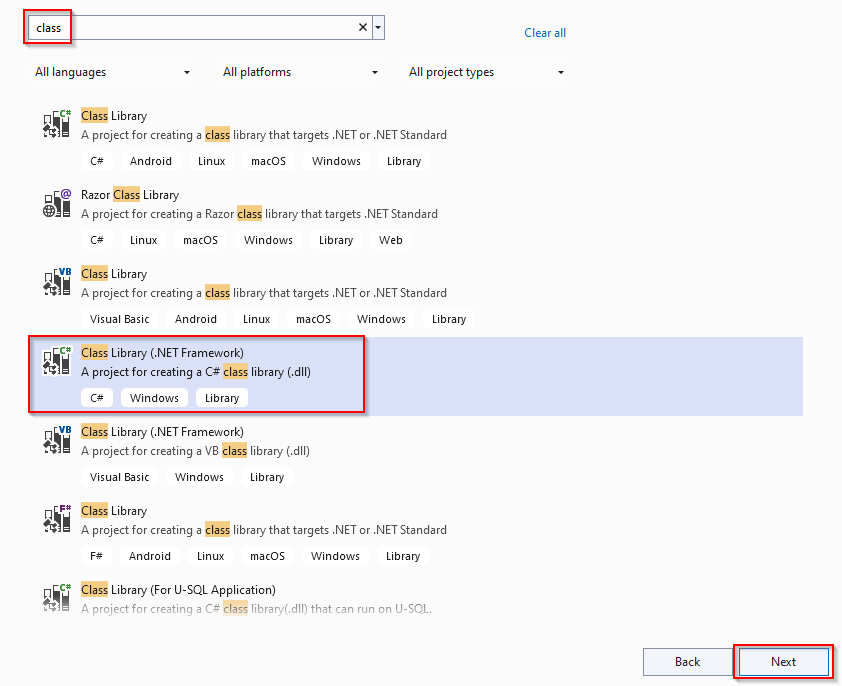 class
Clear all
All languages All platforms All project types
C#
Class Library
A project for creating a class library that targets .NET or .NET Standard
C# Android Linux macOS Windows Library
@
Razor Class Library
A project for creating a Razor class library that targets .NET Standard
C# Linux macOS Windows Library Web
VB
Class Library
A project for creating a class library that targets .NET or .NET Standard
Visual Basic Android Linux macOS Windows Library
C#
Class Library (.NET Framework)
A project for creating a C# class library (.dll)
C# Windows Library
VB
Class Library (.NET Framework)
A project for creating a VB class library (.dll)
Visual Basic Windows Library
F#
Class Library
A project for creating a class library that targets .NET or .NET Standard
F# Android Linux macOS Windows Library
C#
Class Library (For U-SQL Application)
A project for creating a C# class library(.dll) that can run on U-SQL.
Back Next